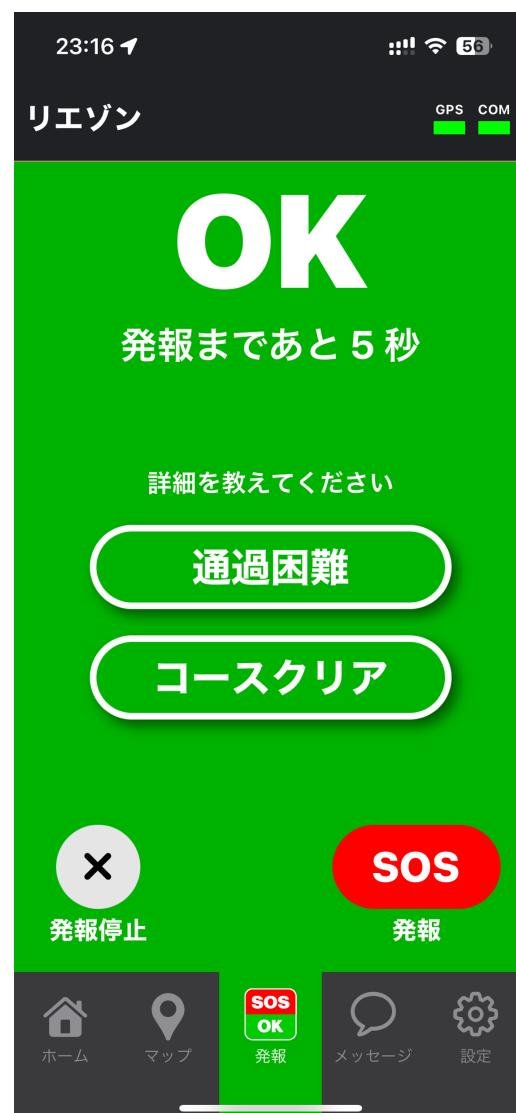 23:16
56
リエゾン
GPS COM
OK
発報まであと 5 秒
詳細を教えてください
通過困難
コースクリア
SOS
発報停止
発報
SOS
OK
ホーム
マップ
発報
メッセージ
設定